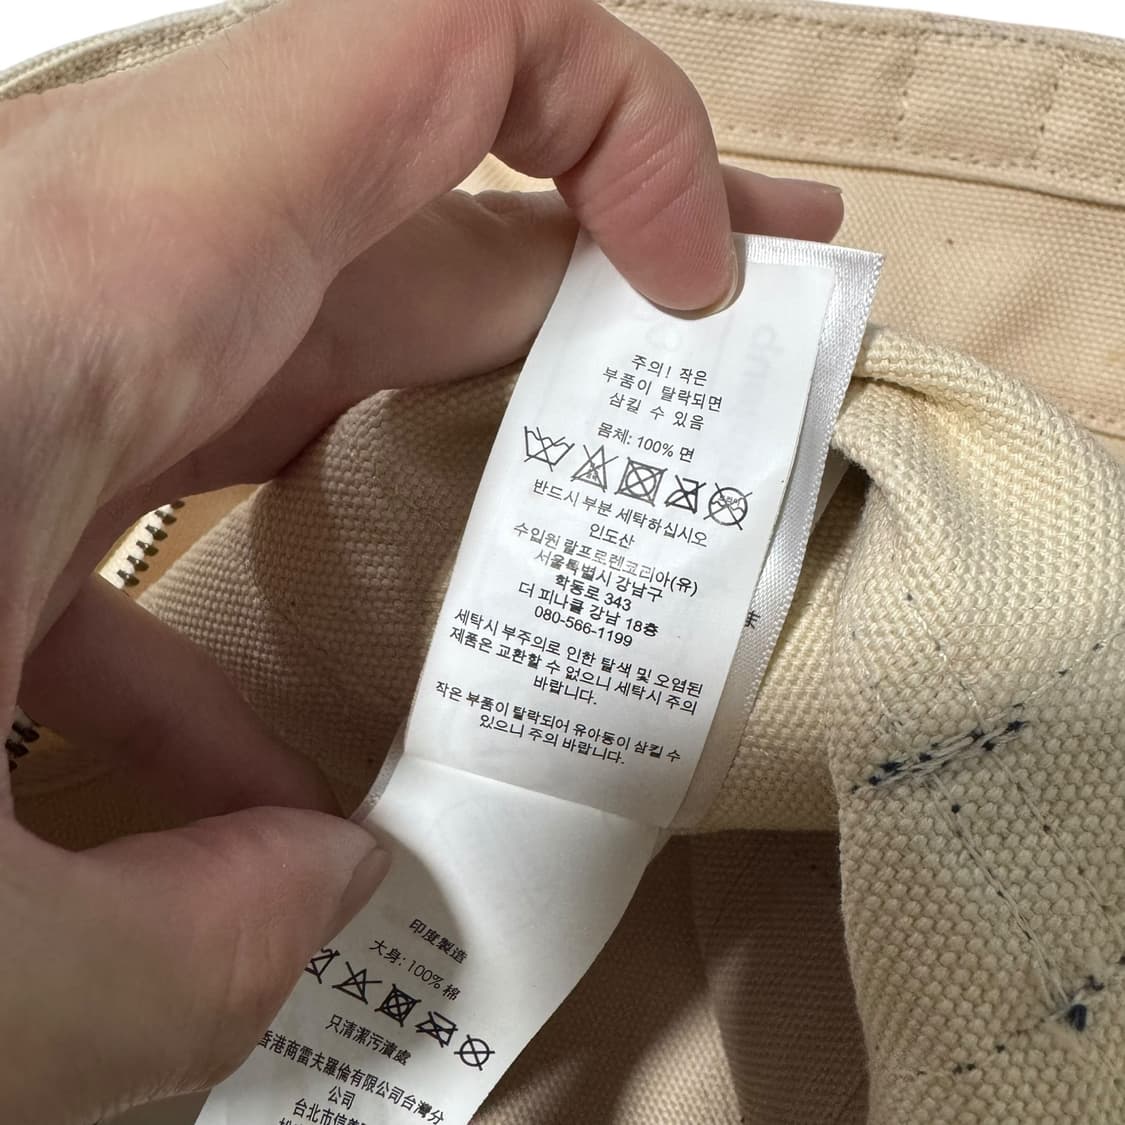 주의! 작은
부품이 탈락되면
삼킬 수 있음
몸체: 100% 면
반드시 부분 세탁하십시오
인도산
수입원 랄프로렌코리아(유)
서울특별시 강남구
학동로 343
더 피나클 강남 18층
080-566-1199
세탁시 부주의로 인한 탈색 및 오염된
제품은 교환할 수 없으니 세탁시 주의
바랍니다.
작은 부품이 탈락되어 유아동이 삼킬 수
있으니 주의 바랍니다.
印度製造
大身: 100% 棉
只清潔污漬處
香港商雷夫羅倫有限公司台灣分
公司
台北市信義